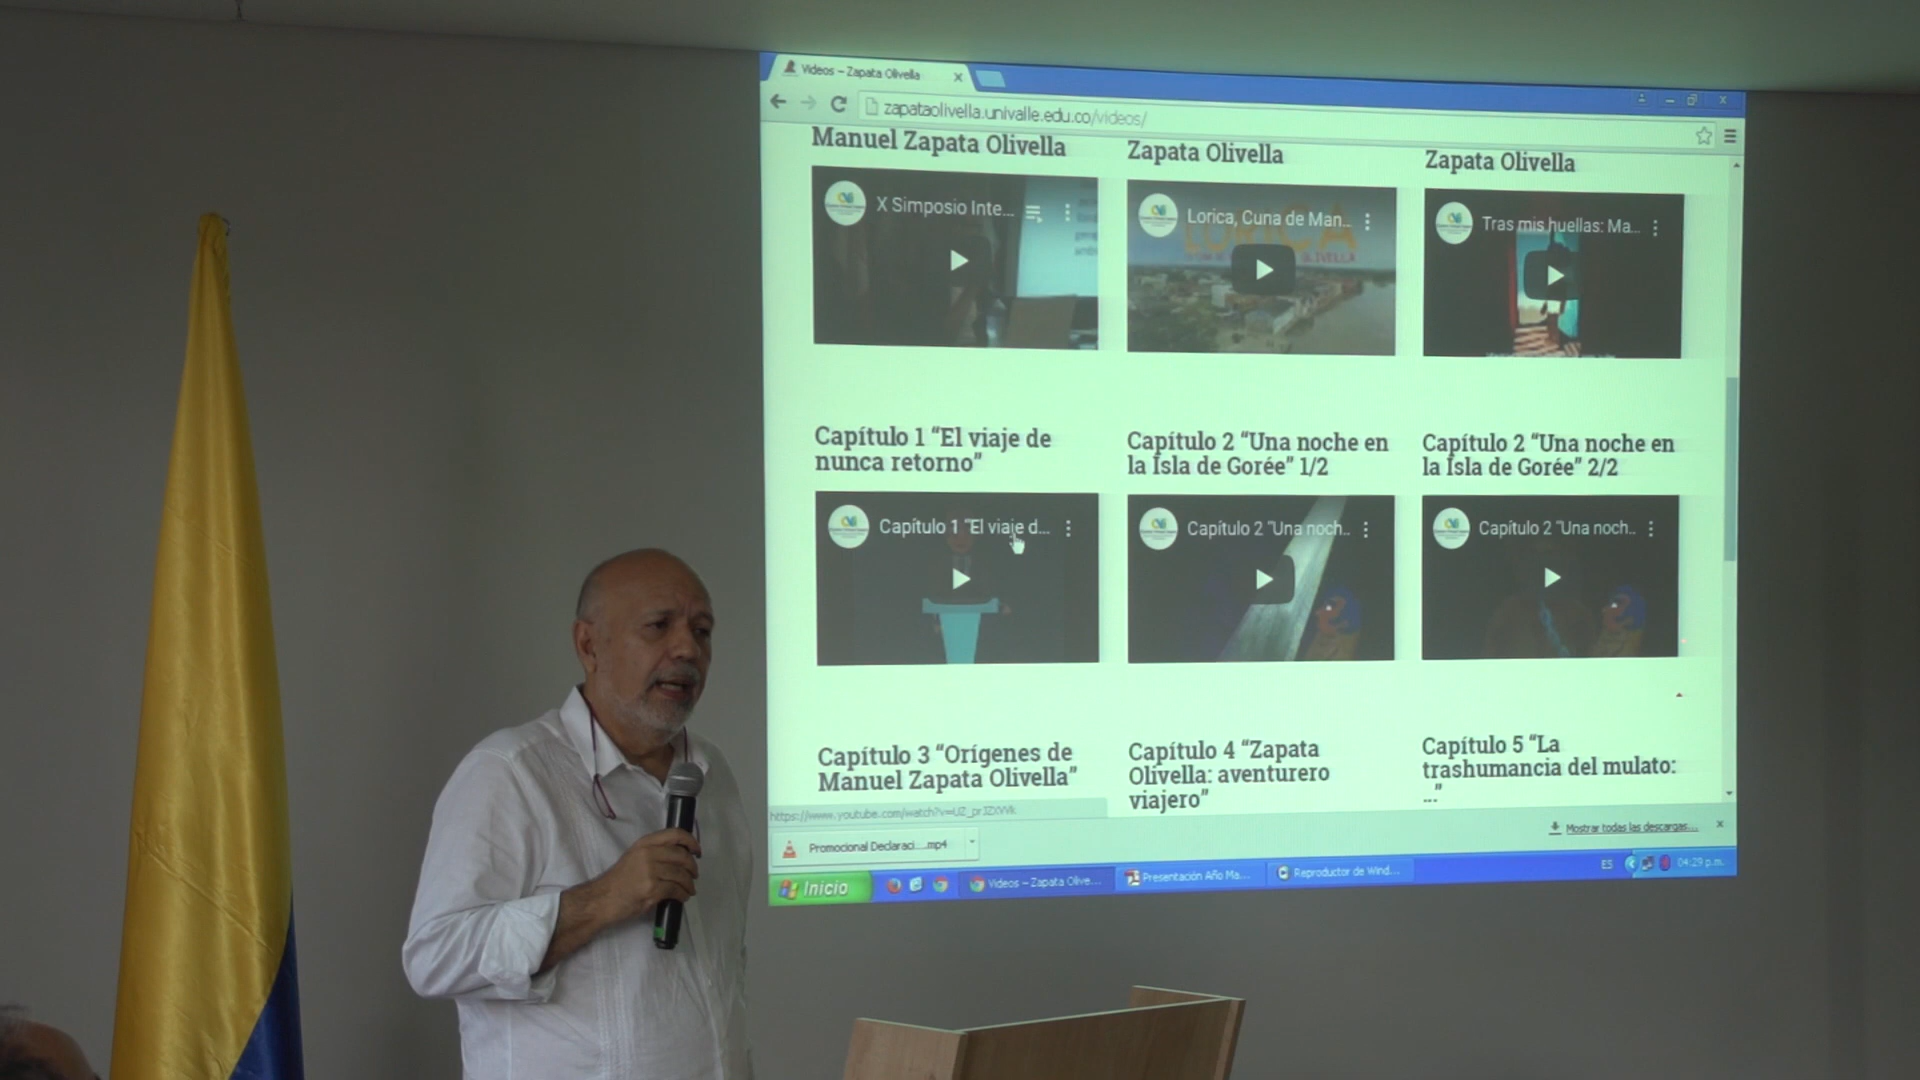 Videos – Zapata Olivella
zapataolivella.univalle.edu.co/videos/
Manuel Zapata Olivella
Zapata Olivella
Zapata Olivella
X Simposio Inte...
Lorica, Cuna de Man...
Tras mis huellas: Ma...
LORICA
OLIVELLA
Capítulo 1 “El viaje de
nunca retorno”
Capítulo 2 “Una noche en
la Isla de Gorée” 1/2
Capítulo 2 “Una noche en
la Isla de Gorée” 2/2
Capítulo 1 "El viaje d...
Capítulo 2 "Una noch...
Capítulo 2 "Una noch...
Capítulo 3 “Orígenes de
Manuel Zapata Olivella”
Capítulo 4 “Zapata
Olivella: aventurero
viajero”
Capítulo 5 “La
trashumancia del mulato:
...”
Promocional Declaraci....mp4
Mostrar todas las descargas...
Inicio
Videos – Zapata Olive...
Presentación Año Ma...
Reproductor de Wind...
ES
04:29 p.m.